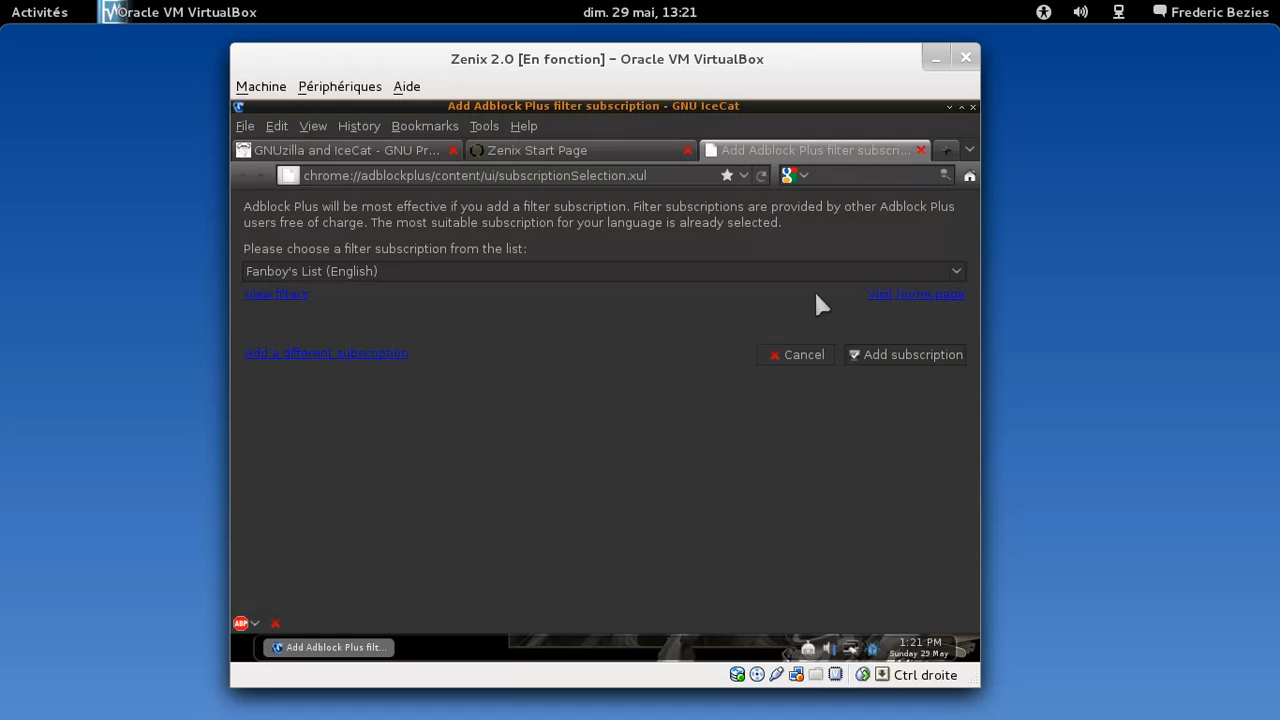 Activités
Oracle VM VirtualBox
dim. 29 mai, 13:21
Frederic Bezies
Zenix 2.0 [En fonction] – Oracle VM VirtualBox
Machine Périphériques Aide
Add Adblock Plus filter subscription - GNU IceCat
File Edit View History Bookmarks Tools Help
GNUzilla and IceCat - GNU Pr...
Zenix Start Page
Add Adblock Plus filter subscri...
chrome://adblockplus/content/ui/subscriptionSelection.xul
Adblock Plus will be most effective if you add a filter subscription. Filter subscriptions are provided by other Adblock Plus
users free of charge. The most suitable subscription for your language is already selected.
Please choose a filter subscription from the list:
Fanboy's List (English)
View filters
Visit home page
Add a different subscription
Cancel
Add subscription
ABP
Add Adblock Plus filt...
1:21 PM
Sunday 29 May
Ctrl droite